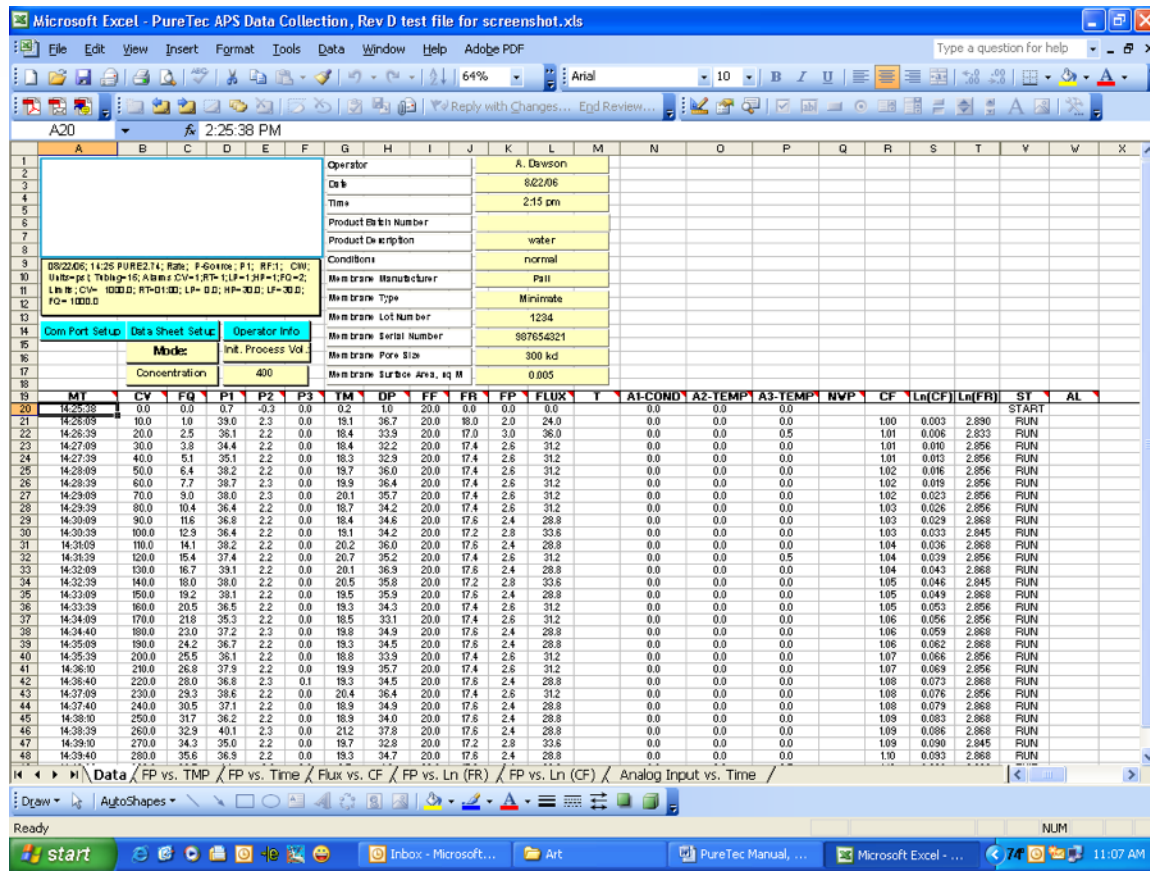 Microsoft Excel - PureTec APS Data Collection, Rev D test file for screenshot.xls
File Edit View Insert Format Tools Data Window Help Adobe PDF Type a question for help
64% Arial 10 B I U
Reply with Changes... End Review...
A20 fx 2:25:38 PM
A B C D E F G H I J K L M N O P Q R S T Y V X
Operator A. Dawson
Date 8/22/06
Time 2:15 pm
Product Batch Number
Product Description water
Conditions normal
Membrane Manufacturer Pall
Membrane Type Minimate
Membrane Lot Number 1234
Membrane Serial Number 987654321
Membrane Pore Size 300 kd
Membrane Surface Area, sq M 0.005
08/22/06; 14:25 PURE2.74; Rate; P-Source; P1; RF:1; CW;
Units=psi; Tubing=16; Alarms:CV=1;RT=1;LP=1;HP=1;FQ=2;
Limits; CV= 1000.0; RT=01:00; LP= 0.0; HP=30.0; LF=30.0;
FQ= 1000.0
Com Port Setup Data Sheet Setup Operator Info
Mode: Init. Process Vol.:
Concentration 400
19 MT CV FQ P1 P2 P3 TM DP FF FR FP FLUX T A1-COND A2-TEMP A3-TEMP NWP CF Ln(CF) Ln(FR) ST AL
20 14:25:38 0.0 0.0 0.7 -0.3 0.0 0.2 1.0 20.0 0.0 0.0 0.0 0.0 0.0 0.0 START
21 14:26:09 10.0 1.0 39.0 2.3 0.0 19.1 36.7 20.0 18.0 2.0 24.0 0.0 0.0 0.0 1.00 0.003 2.890 RUN
22 14:26:39 20.0 2.5 36.1 2.2 0.0 18.4 33.9 20.0 17.0 3.0 36.0 0.0 0.0 0.5 1.01 0.006 2.833 RUN
23 14:27:09 30.0 3.8 34.4 2.2 0.0 18.4 32.2 20.0 17.4 2.6 31.2 0.0 0.0 0.0 1.01 0.010 2.856 RUN
24 14:27:39 40.0 5.1 35.1 2.2 0.0 18.3 32.9 20.0 17.4 2.6 31.2 0.0 0.0 0.0 1.01 0.013 2.856 RUN
25 14:28:09 50.0 6.4 38.2 2.2 0.0 19.7 36.0 20.0 17.4 2.6 31.2 0.0 0.0 0.0 1.02 0.016 2.856 RUN
26 14:28:39 60.0 7.7 38.7 2.3 0.0 19.9 36.4 20.0 17.4 2.6 31.2 0.0 0.0 0.0 1.02 0.019 2.856 RUN
27 14:29:09 70.0 9.0 38.0 2.3 0.0 20.1 35.7 20.0 17.4 2.6 31.2 0.0 0.0 0.0 1.02 0.023 2.856 RUN
28 14:29:39 80.0 10.4 36.4 2.2 0.0 18.7 34.2 20.0 17.4 2.6 31.2 0.0 0.0 0.0 1.03 0.026 2.856 RUN
29 14:30:09 90.0 11.6 36.8 2.2 0.0 18.4 34.6 20.0 17.6 2.4 28.8 0.0 0.0 0.0 1.03 0.029 2.868 RUN
30 14:30:39 100.0 12.9 36.4 2.2 0.0 19.1 34.2 20.0 17.2 2.8 33.6 0.0 0.0 0.0 1.03 0.033 2.845 RUN
31 14:31:09 110.0 14.1 38.2 2.2 0.0 20.2 36.0 20.0 17.6 2.4 28.8 0.0 0.0 0.0 1.04 0.036 2.868 RUN
32 14:31:39 120.0 15.4 37.4 2.2 0.0 20.7 35.2 20.0 17.4 2.6 31.2 0.0 0.0 0.5 1.04 0.039 2.856 RUN
33 14:32:09 130.0 16.7 39.1 2.2 0.0 20.1 36.9 20.0 17.6 2.4 28.8 0.0 0.0 0.0 1.04 0.043 2.868 RUN
34 14:32:39 140.0 18.0 38.0 2.2 0.0 20.5 35.8 20.0 17.2 2.8 33.6 0.0 0.0 0.0 1.05 0.046 2.845 RUN
35 14:33:09 150.0 19.2 38.1 2.2 0.0 19.5 35.9 20.0 17.6 2.4 28.8 0.0 0.0 0.0 1.05 0.049 2.868 RUN
36 14:33:39 160.0 20.5 36.5 2.2 0.0 19.3 34.3 20.0 17.4 2.6 31.2 0.0 0.0 0.0 1.05 0.053 2.856 RUN
37 14:34:09 170.0 21.8 35.3 2.2 0.0 18.5 33.1 20.0 17.4 2.6 31.2 0.0 0.0 0.0 1.06 0.056 2.856 RUN
38 14:34:40 180.0 23.0 37.2 2.3 0.0 19.8 34.9 20.0 17.6 2.4 28.8 0.0 0.0 0.0 1.06 0.059 2.868 RUN
39 14:35:09 190.0 24.2 36.7 2.2 0.0 19.3 34.5 20.0 17.6 2.4 28.8 0.0 0.0 0.0 1.06 0.062 2.868 RUN
40 14:35:39 200.0 25.5 36.1 2.2 0.0 18.8 33.9 20.0 17.4 2.6 31.2 0.0 0.0 0.0 1.07 0.066 2.856 RUN
41 14:36:10 210.0 26.8 37.9 2.2 0.0 19.9 35.7 20.0 17.4 2.6 31.2 0.0 0.0 0.0 1.07 0.069 2.856 RUN
42 14:36:40 220.0 28.0 36.8 2.3 0.1 19.3 34.5 20.0 17.6 2.4 28.8 0.0 0.0 0.0 1.08 0.073 2.868 RUN
43 14:37:09 230.0 29.3 38.6 2.2 0.0 20.4 36.4 20.0 17.4 2.6 31.2 0.0 0.0 0.0 1.08 0.076 2.856 RUN
44 14:37:40 240.0 30.5 37.1 2.2 0.0 18.9 34.9 20.0 17.6 2.4 28.8 0.0 0.0 0.0 1.08 0.079 2.868 RUN
45 14:38:10 250.0 31.7 36.2 2.2 0.0 18.9 34.0 20.0 17.6 2.4 28.8 0.0 0.0 0.0 1.09 0.083 2.868 RUN
46 14:38:39 260.0 32.9 40.1 2.3 0.0 21.2 37.8 20.0 17.6 2.4 28.8 0.0 0.0 0.0 1.09 0.086 2.868 RUN
47 14:39:10 270.0 34.3 35.0 2.2 0.0 19.7 32.8 20.0 17.2 2.8 33.6 0.0 0.0 0.0 1.09 0.090 2.845 RUN
48 14:39:40 280.0 35.6 36.9 2.2 0.0 19.3 34.7 20.0 17.6 2.4 28.8 0.0 0.0 0.0 1.10 0.093 2.868 RUN
Data FP vs. TMP FP vs. Time Flux vs. CF FP vs. Ln (FR) FP vs. Ln (CF) Analog Input vs. Time
Draw AutoShapes
Ready NUM
start Inbox - Microsoft... Art PureTec Manual, ... Microsoft Excel - ... 74° 11:07 AM